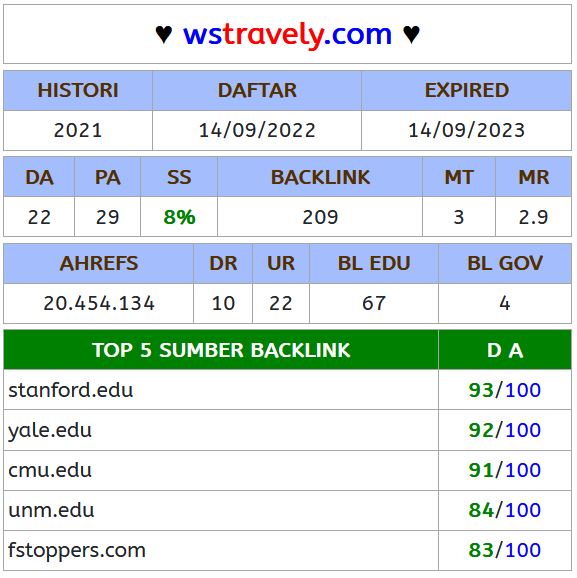 ♥ wstravely.com ♥
HISTORI DAFTAR EXPIRED
2021 14/09/2022 14/09/2023
DA PA SS BACKLINK MT MR
22 29 8% 209 3 2.9
AHREFS DR UR BL EDU BL GOV
20.454.134 10 22 67 4
TOP 5 SUMBER BACKLINK D A
stanford.edu 93/100
yale.edu 92/100
cmu.edu 91/100
unm.edu 84/100
fstoppers.com 83/100